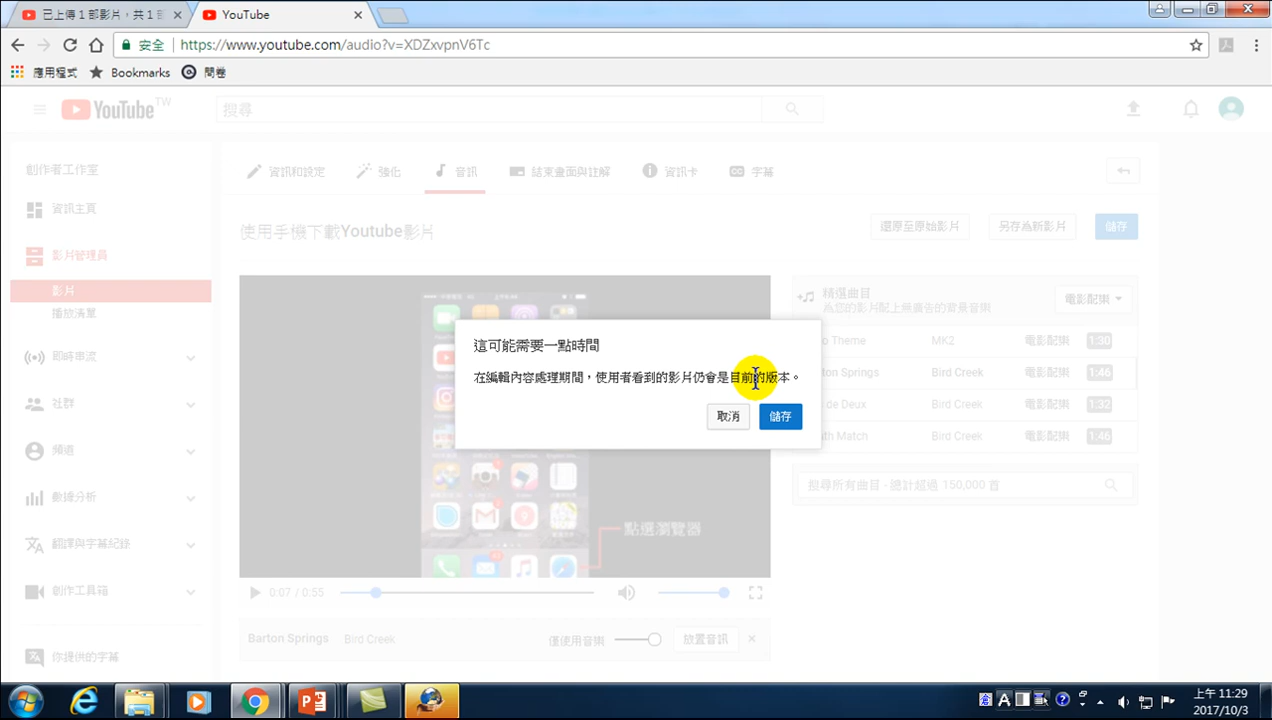 已上傳 1 部影片，共 1 部
YouTube
安全
https://www.youtube.com/audio?v=XDZxvpnV6Tc
應用程式
Bookmarks
問卷
YouTube TW
搜尋
創作者工作室
資訊主頁
影片管理員
影片
播放清單
即時串流
社群
頻道
數據分析
翻譯與字幕紀錄
創作工具箱
你提供的字幕
資訊和設定
強化
音訊
結束畫面與註解
資訊卡
CC 字幕
使用手機下載Youtube影片
還原至原始影片
另存為新影片
儲存
點選瀏覽器
0:07 / 0:55
Barton Springs Bird Creek
僅使用音樂
放置音訊
精選曲目
為您的影片配上無廣告的背景音樂
電影配樂
Theme MK2 電影配樂 1:30
Springs Bird Creek 電影配樂 1:46
de Deux Bird Creek 電影配樂 1:32
Match Bird Creek 電影配樂 1:46
搜尋所有曲目 - 總計超過 150,000 首
這可能需要一點時間
在編輯內容處理期間，使用者看到的影片仍會是目前的版本。
取消
儲存
上午 11:29
2017/10/3